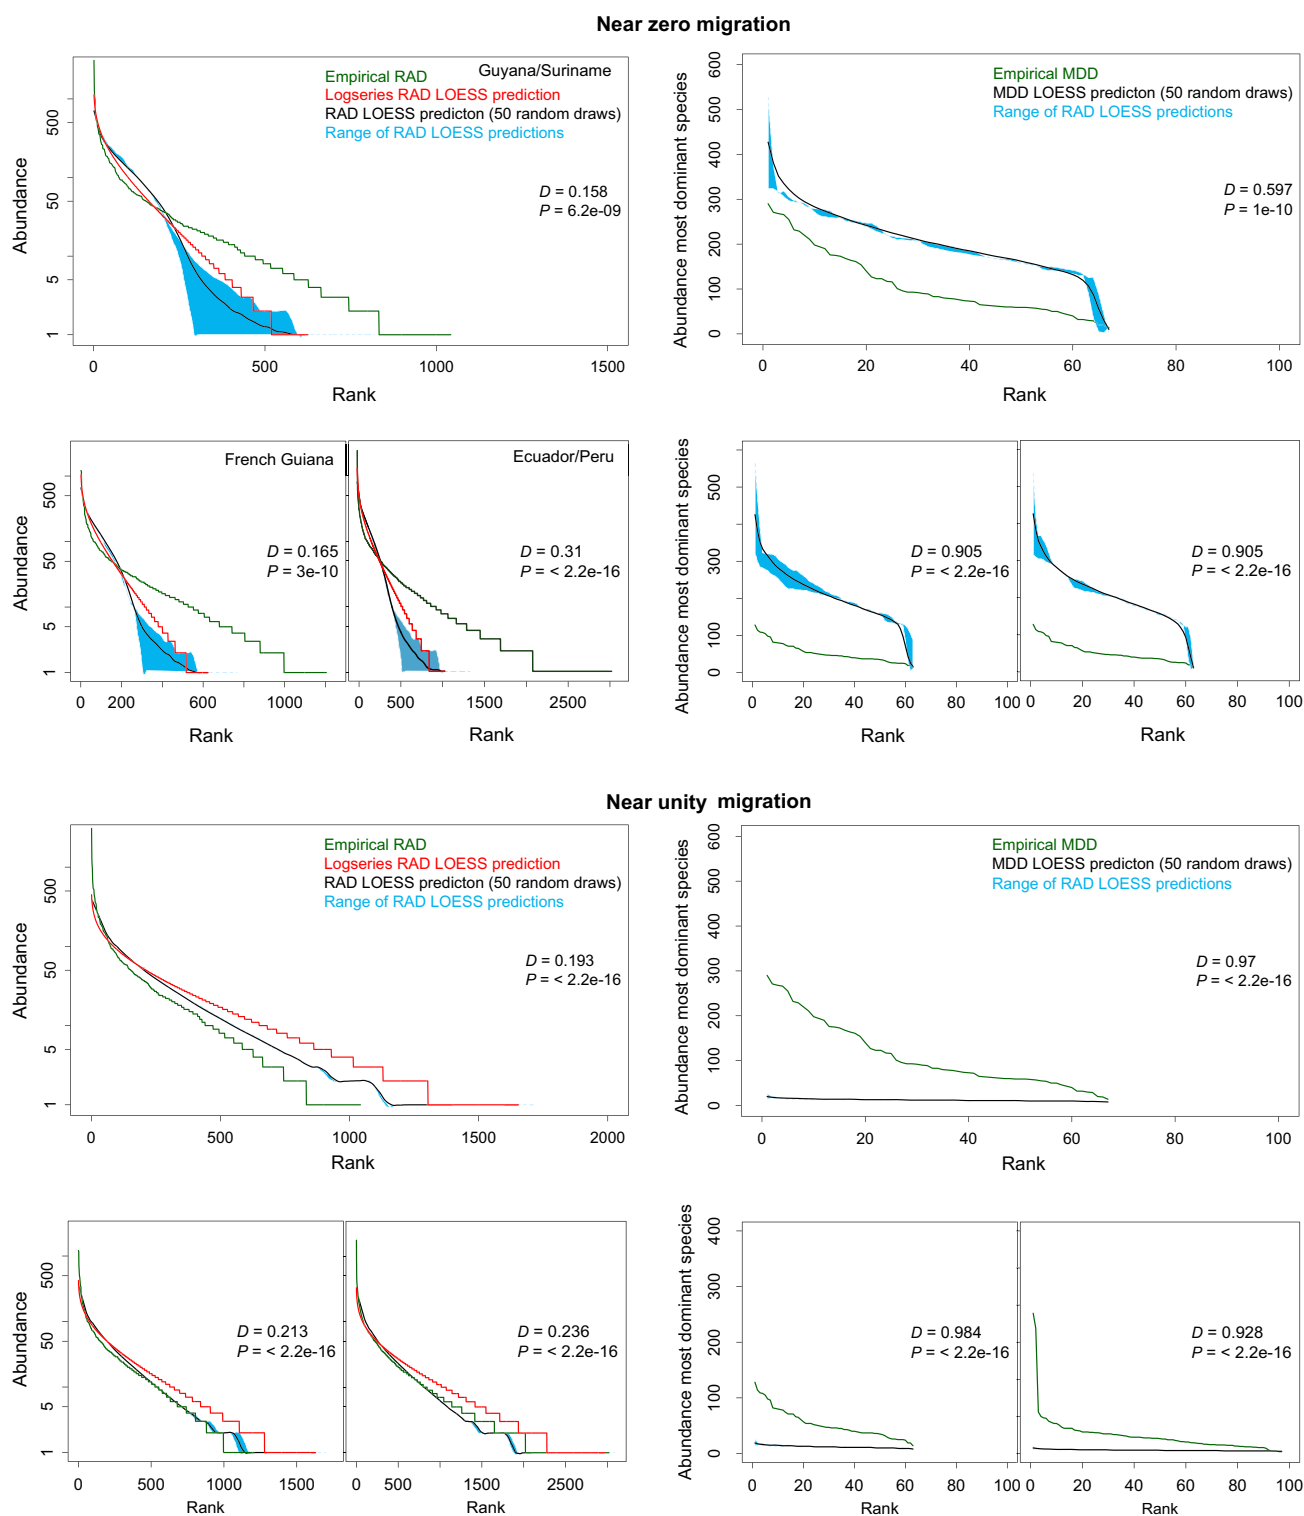 Near zero migration
Empirical RAD
Guyana/Suriname
Logseries RAD LOESS prediction
RAD LOESS predicton (50 random draws)
Range of RAD LOESS predictions
D = 0.158
P = 6.2e-09
Abundance
500
50
5
1
0
500
1000
1500
Rank
Empirical MDD
MDD LOESS predicton (50 random draws)
Range of RAD LOESS predictions
D = 0.597
P = 1e-10
Abundance most dominant species
600
500
400
300
200
100
0
0
20
40
60
80
100
Rank
French Guiana
D = 0.165
P = 3e-10
Abundance
500
50
5
1
0
200
600
1000
Rank
Ecuador/Peru
D = 0.31
P = < 2.2e-16
0
500
1500
2500
Rank
Abundance most dominant species
500
300
100
0
D = 0.905
P = < 2.2e-16
0
20
40
60
80
100
Rank
D = 0.905
P = < 2.2e-16
0
20
40
60
80
100
Rank
Near unity migration
Empirical RAD
Logseries RAD LOESS prediction
RAD LOESS predicton (50 random draws)
Range of RAD LOESS predictions
D = 0.193
P = < 2.2e-16
Abundance
500
50
5
1
0
500
1000
1500
2000
Rank
Empirical MDD
MDD LOESS predicton (50 random draws)
Range of RAD LOESS predictions
D = 0.97
P = < 2.2e-16
Abundance most dominant species
600
500
400
300
200
100
0
0
20
40
60
80
100
Rank
D = 0.213
P = < 2.2e-16
Abundance
500
50
5
1
0
500
1000
1500
Rank
D = 0.236
P = < 2.2e-16
0
500
1500
2500
Rank
Abundance most dominant species
400
300
200
100
0
D = 0.984
P = < 2.2e-16
0
20
40
60
80
100
Rank
D = 0.928
P = < 2.2e-16
0
20
40
60
80
100
Rank